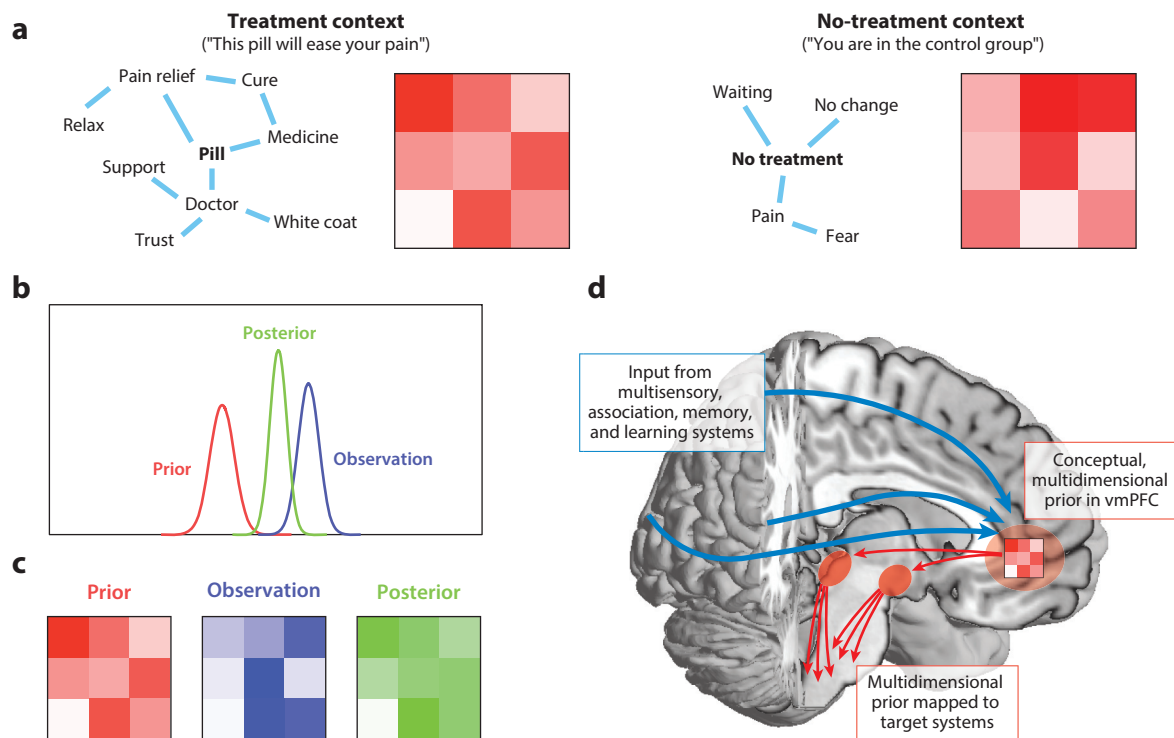 a
Treatment context
("This pill will ease your pain")
Pain relief
Cure
Relax
Medicine
Pill
Support
Doctor
White coat
Trust
No-treatment context
("You are in the control group")
Waiting
No change
No treatment
Pain
Fear
b
Posterior
Prior
Observation
c
Prior
Observation
Posterior
d
Input from
multisensory,
association, memory,
and learning systems
Conceptual,
multidimensional
prior in vmPFC
Multidimensional
prior mapped to
target systems